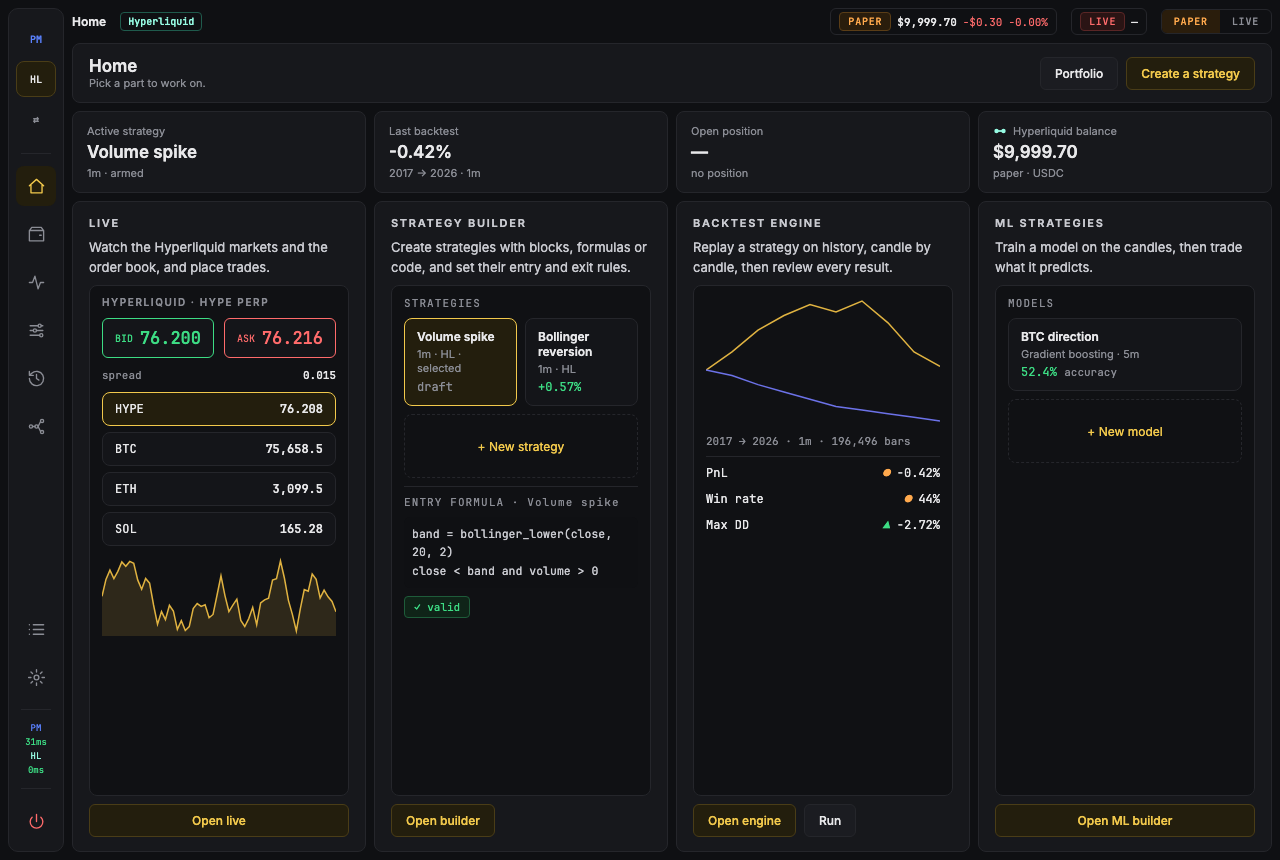 PM
HL
Home
Hyperliquid
PAPER $9,999.70 -$0.30 -0.00%
LIVE —
PAPER LIVE
Home
Pick a part to work on.
Portfolio
Create a strategy
Active strategy
Volume spike
1m · armed
Last backtest
-0.42%
2017 → 2026 · 1m
Open position
—
no position
Hyperliquid balance
$9,999.70
paper · USDC
LIVE
Watch the Hyperliquid markets and the
order book, and place trades.
HYPERLIQUID · HYPE PERP
BID 76.200
ASK 76.216
spread 0.015
HYPE 76.208
BTC 75,658.5
ETH 3,099.5
SOL 165.28
Open live
STRATEGY BUILDER
Create strategies with blocks, formulas or
code, and set their entry and exit rules.
STRATEGIES
Volume spike
1m · HL ·
selected
draft
Bollinger
reversion
1m · HL
+0.57%
+ New strategy
ENTRY FORMULA · Volume spike
band = bollinger_lower(close,
20, 2)
close < band and volume > 0
✓ valid
Open builder
BACKTEST ENGINE
Replay a strategy on history, candle by
candle, then review every result.
2017 → 2026 · 1m · 196,496 bars
PnL -0.42%
Win rate 44%
Max DD -2.72%
Open engine
Run
ML STRATEGIES
Train a model on the candles, then trade
what it predicts.
MODELS
BTC direction
Gradient boosting · 5m
52.4% accuracy
+ New model
Open ML builder
PM
31ms
HL
0ms